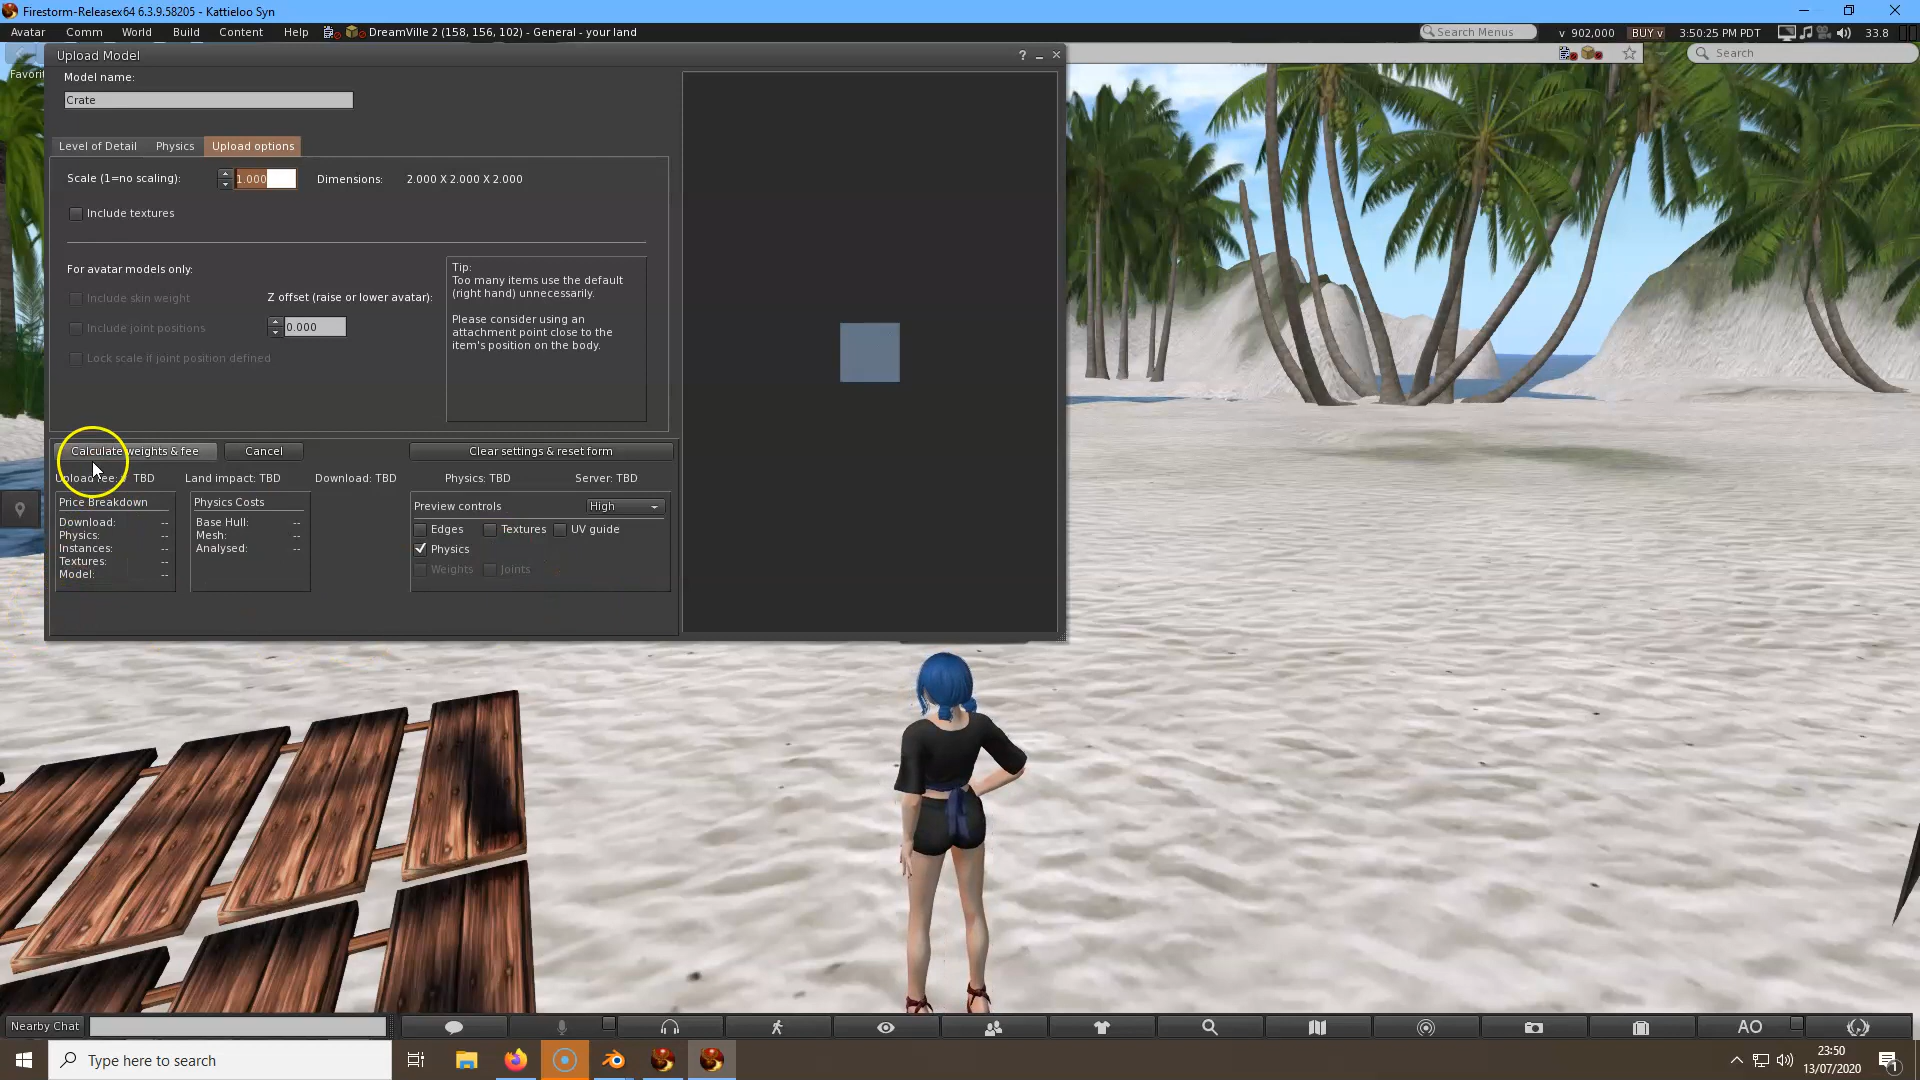 Firestorm-Releasex64 6.3.9.58205 - Kattieloo Syn
Avatar Comm World Build Content Help DreamVille 2 (158, 156, 102) - General - your land Search Menus v 902,000 BUY v 3:50:25 PM PDT 33.8
Upload Model ? Search
Favorit
Model name:
Crate
Level of Detail Physics Upload options
Scale (1=no scaling): 1.000 Dimensions: 2.000 X 2.000 X 2.000
Include textures
For avatar models only:
Include skin weight Z offset (raise or lower avatar):
Include joint positions 0.000
Lock scale if joint position defined
Tip:
Too many items use the default
(right hand) unnecessarily.
Please consider using an
attachment point close to the
item's position on the body.
Calculate weights & fee Cancel Clear settings & reset form
Upload fee: TBD Land impact: TBD Download: TBD Physics: TBD Server: TBD
Price Breakdown
Download: --
Physics: --
Instances: --
Textures: --
Model: --
Physics Costs
Base Hull: --
Mesh: --
Analysed: --
Preview controls High
Edges Textures UV guide
Physics
Weights Joints
Nearby Chat AO
Type here to search
23:50
13/07/2020
1